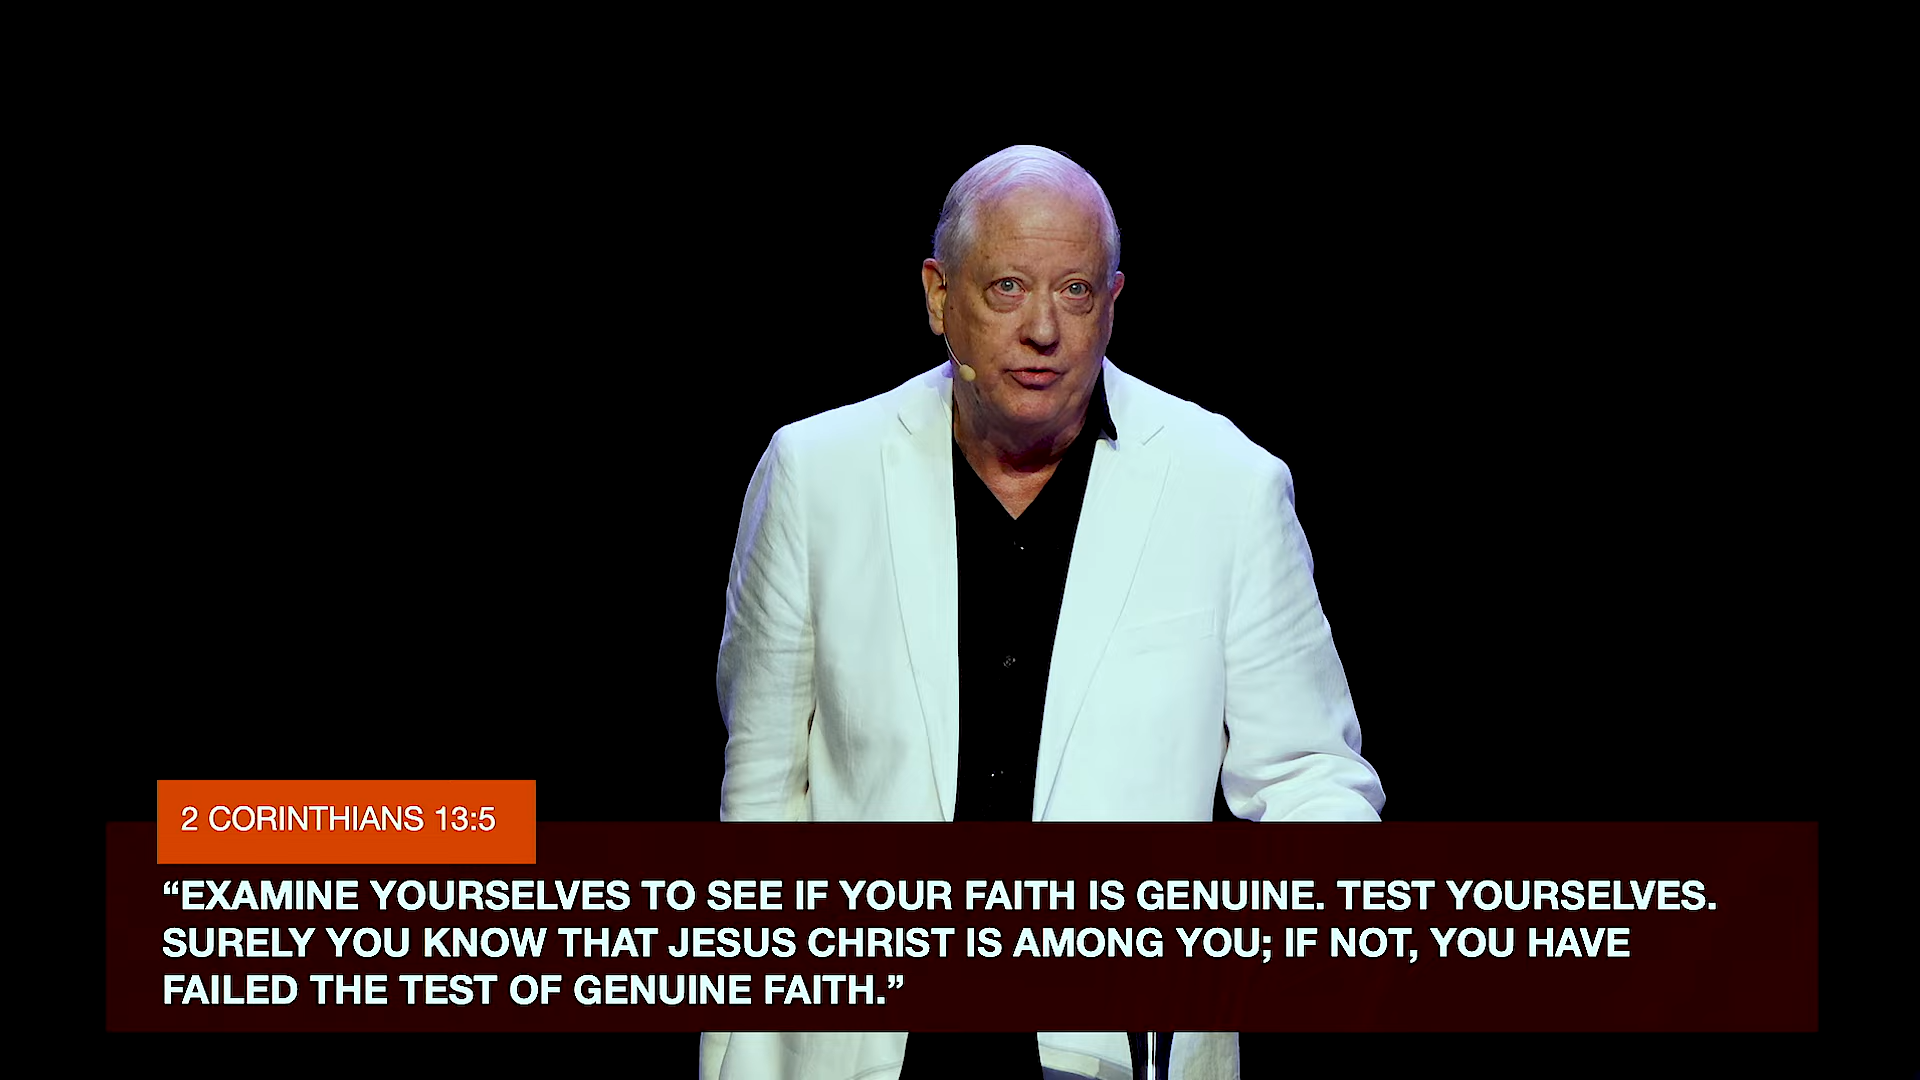 2 CORINTHIANS 13:5
“EXAMINE YOURSELVES TO SEE IF YOUR FAITH IS GENUINE. TEST YOURSELVES.
SURELY YOU KNOW THAT JESUS CHRIST IS AMONG YOU; IF NOT, YOU HAVE
FAILED THE TEST OF GENUINE FAITH.”